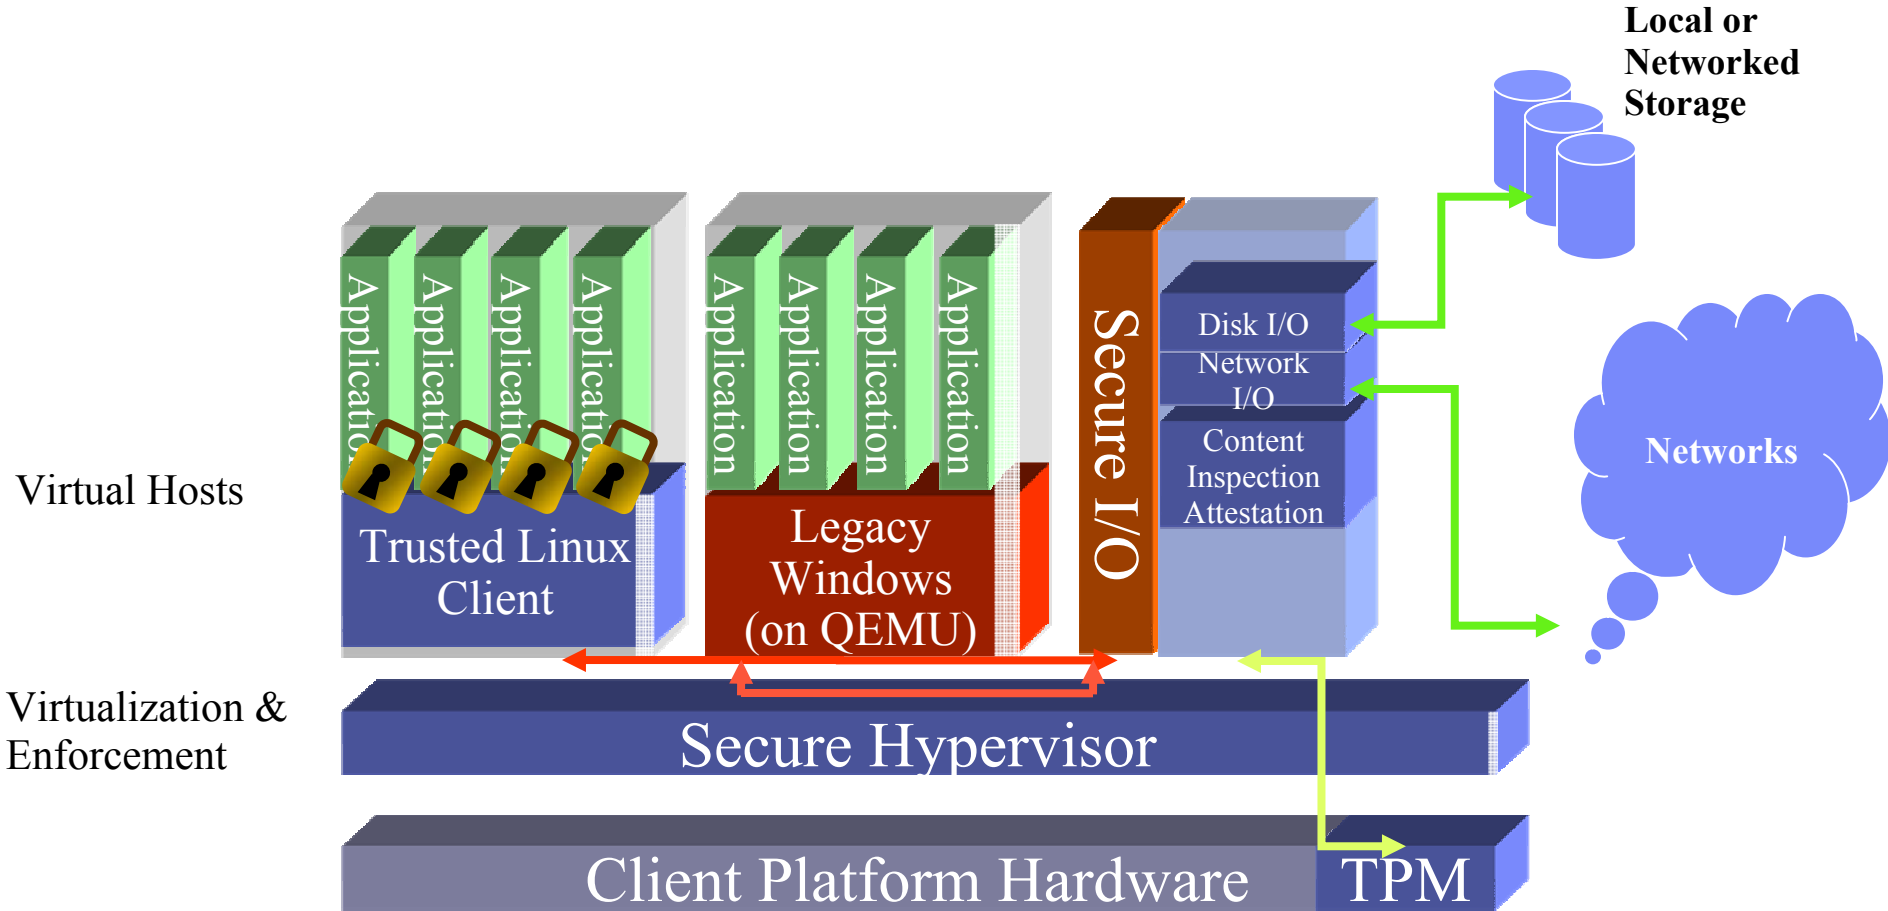 Local or
Networked
Storage
Application
Application
Application
Application
Application
Application
Application
Application
Secure I/O
Disk I/O
Network
I/O
Content
Inspection
Attestation
Networks
Virtual Hosts
Trusted Linux
Client
Legacy
Windows
(on QEMU)
Virtualization &
Enforcement
Secure Hypervisor
Client Platform Hardware
TPM